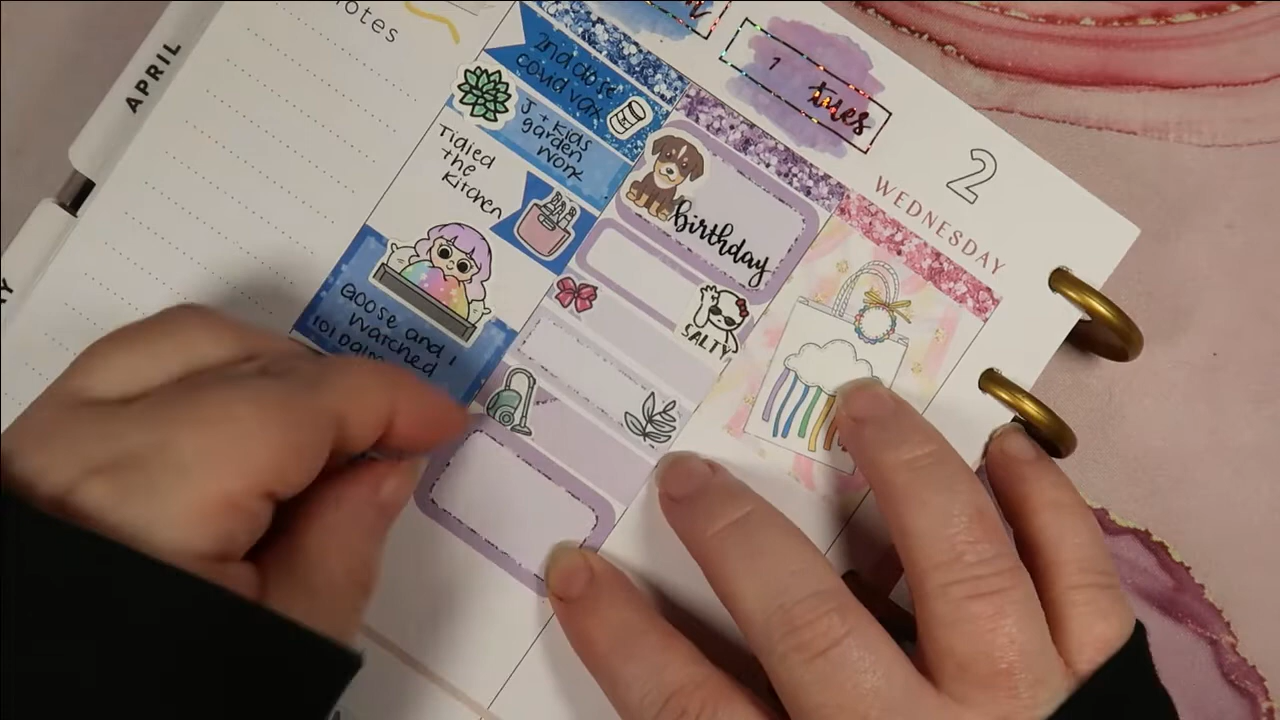 notes
APRIL
2nd dose
covid vax
J + Kids
garden
work
Tidied
the
Kitchen
Goose and I
watched
1
tues
birthday
SALTY
2
WEDNESDAY